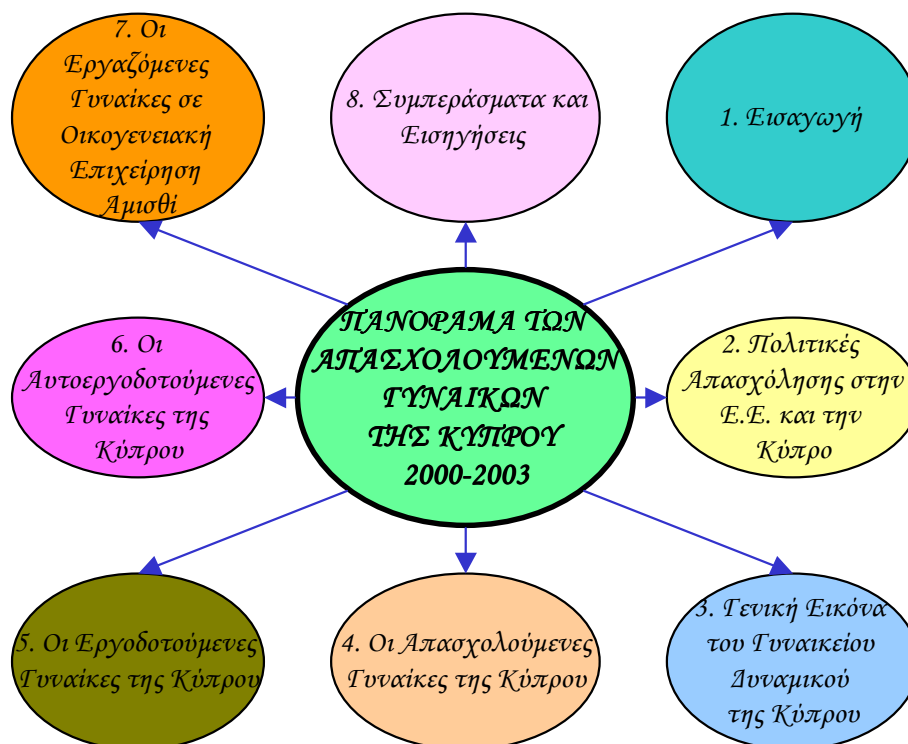 7. Οι
Εργαζόμενες
Γυναίκες σε
Οικογενειακή
Επιχείρηση
Αμισθί
8. Συμπεράσματα και
Εισηγήσεις
1. Εισαγωγή
ΠΑΝΟΡΑΜΑ ΤΩΝ
ΑΠΑΣΧΟΛΟΥΜΕΝΩΝ
ΓΥΝΑΙΚΩΝ
ΤΗΣ ΚΥΠΡΟΥ
2000-2003
6. Οι
Αυτοεργοδοτούμενες
Γυναίκες της
Κύπρου
2. Πολιτικές
Απασχόλησης στην
Ε.Ε. και την
Κύπρο
5. Οι Εργοδοτούμενες
Γυναίκες της Κύπρου
4. Οι Απασχολούμενες
Γυναίκες της Κύπρου
3. Γενική Εικόνα
του Γυναικείου
Δυναμικού
της Κύπρου